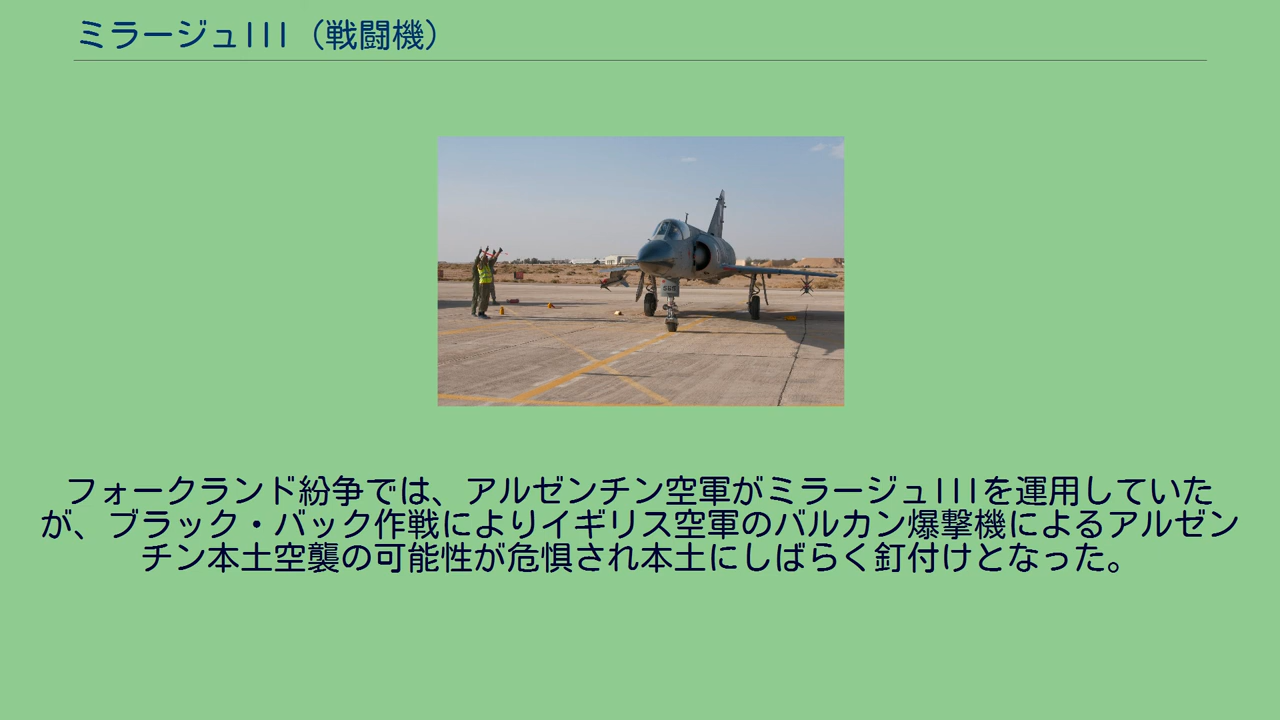 ミラージュIII（戦闘機）
フォークランド紛争では、アルゼンチン空軍がミラージュIIIを運用していた
が、ブラック・バック作戦によりイギリス空軍のバルカン爆撃機によるアルゼン
チン本土空襲の可能性が危惧され本土にしばらく釘付けとなった。